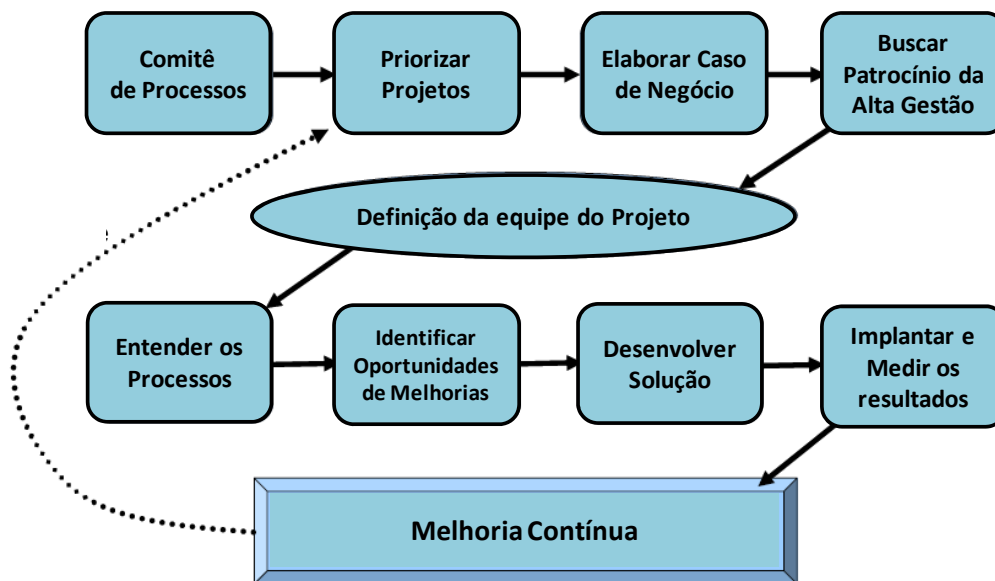 Comitê
de Processos
Priorizar
Projetos
Elaborar Caso
de Negócio
Buscar
Patrocínio da
Alta Gestão
Definição da equipe do Projeto
Entender os
Processos
Identificar
Oportunidades
de Melhorias
Desenvolver
Solução
Implantar e
Medir os
resultados
Melhoria Contínua